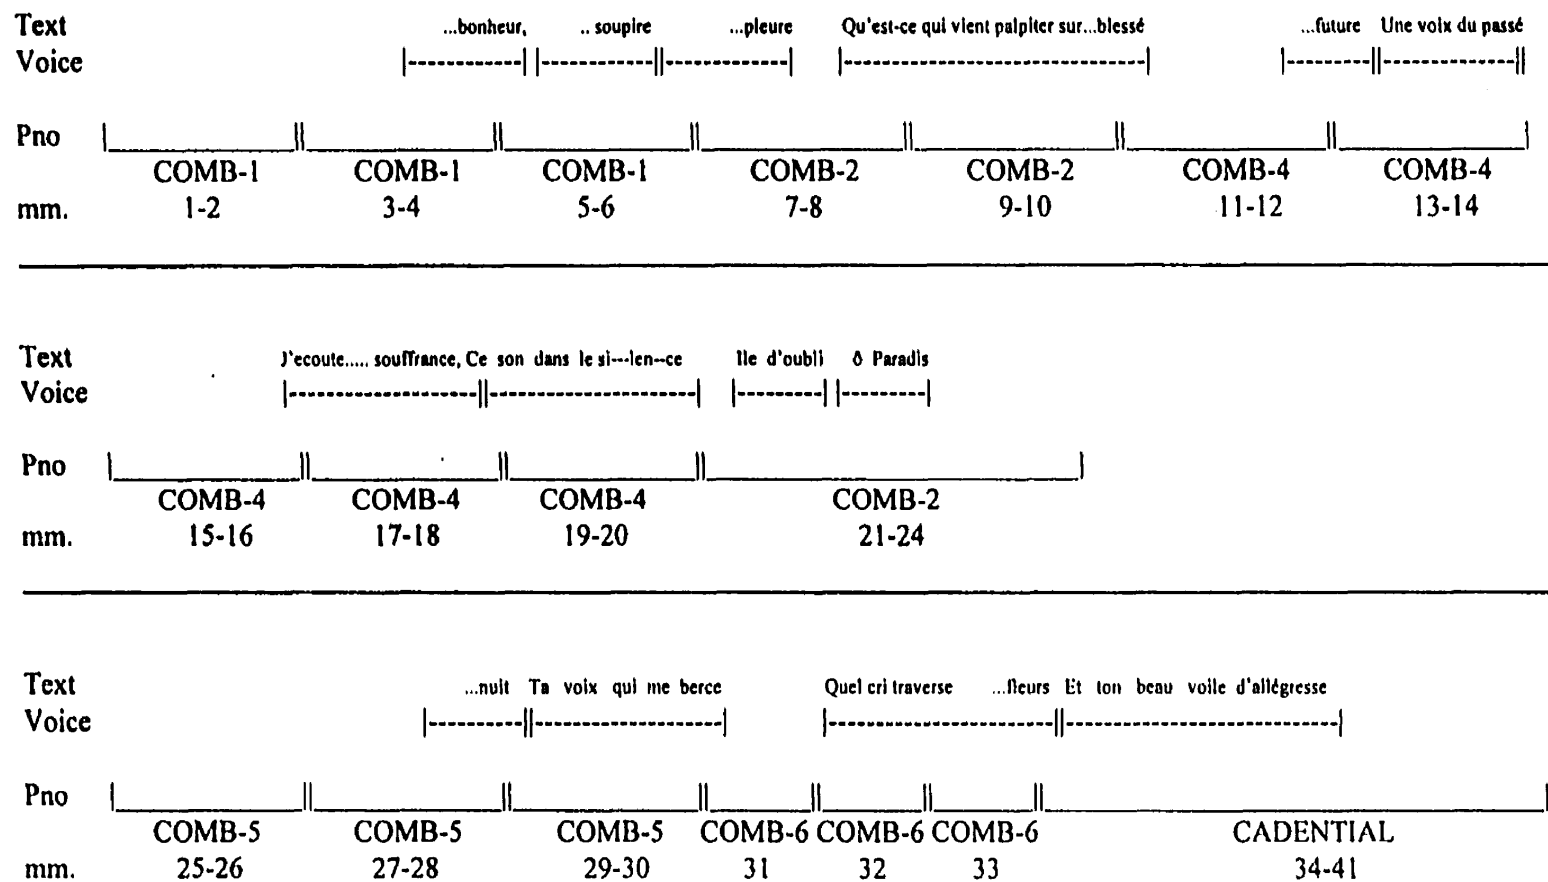 Text ...bonheur, .. soupire ...pleure Qu'est-ce qui vient palpiter sur...blessé ...future Une voix du passé
Voice
Pno
COMB-1 COMB-1 COMB-1 COMB-2 COMB-2 COMB-4 COMB-4
mm. 1-2 3-4 5-6 7-8 9-10 11-12 13-14
Text J'ecoute..... souffrance, Ce son dans le si---len--ce Ile d'oubli ô Paradis
Voice
Pno
COMB-4 COMB-4 COMB-4 COMB-2
mm. 15-16 17-18 19-20 21-24
Text ...nuit Ta voix qui me berce Quel cri traverse ...fleurs Et ton beau voile d'allégresse
Voice
Pno
COMB-5 COMB-5 COMB-5 COMB-6 COMB-6 COMB-6 CADENTIAL
mm. 25-26 27-28 29-30 31 32 33 34-41